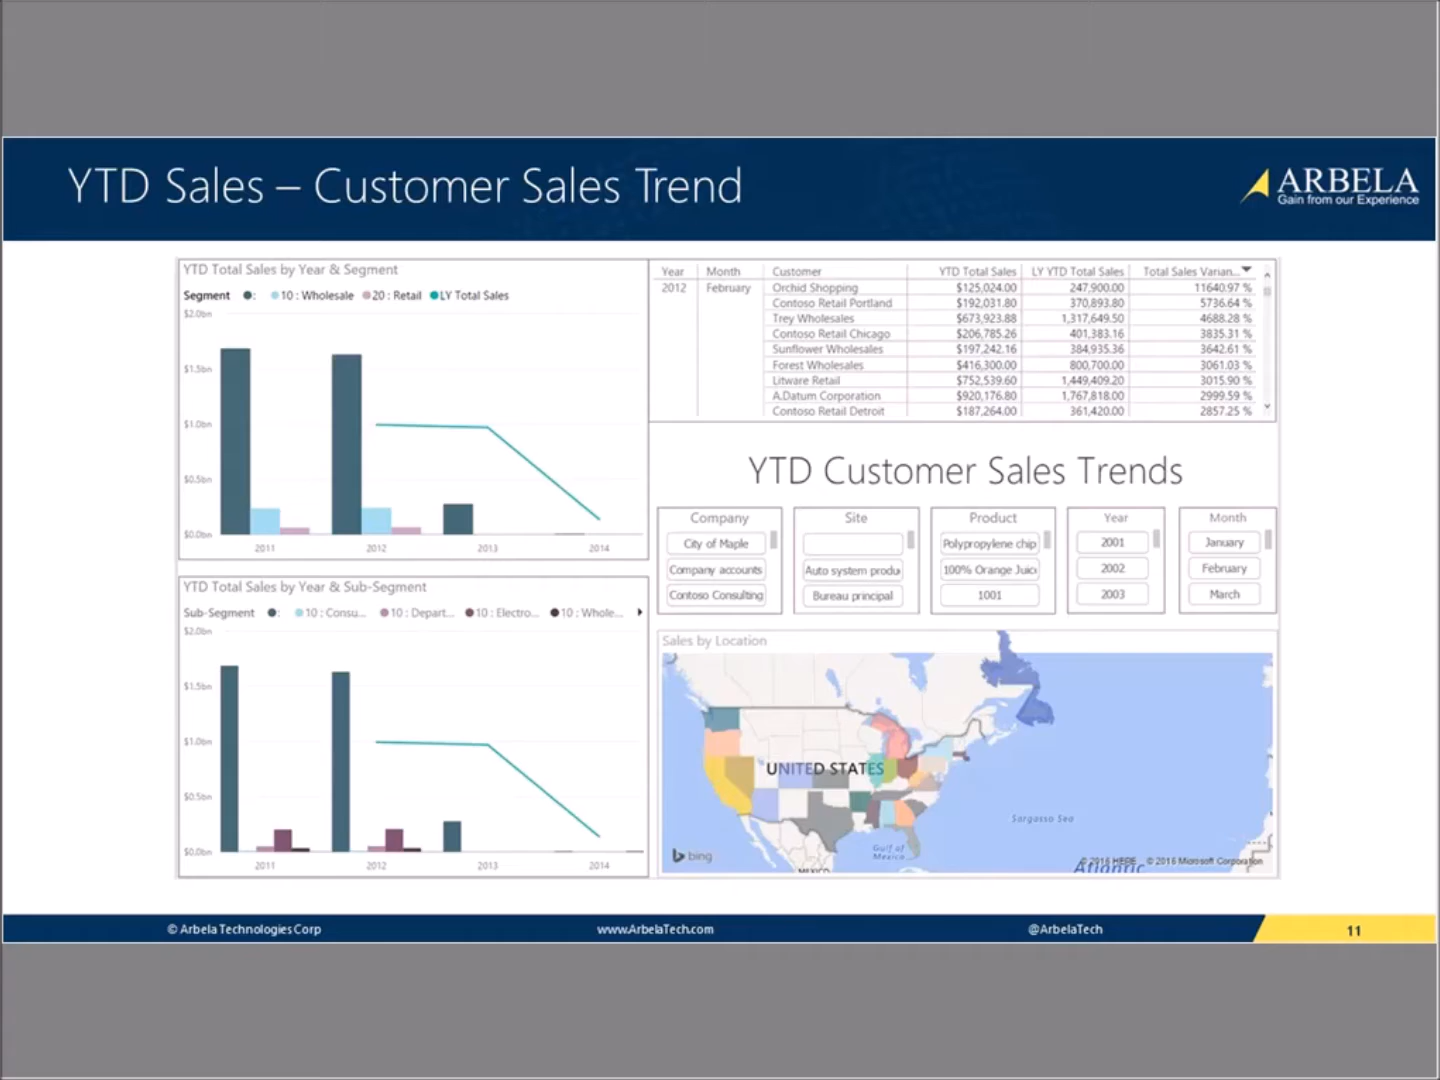 YTD Sales – Customer Sales Trend
ARBELA
Gain from our Experience
YTD Total Sales by Year & Segment
Segment : 10 : Wholesale 20 : Retail LY Total Sales
$2.0bn
$1.5bn
$1.0bn
$0.5bn
$0.0bn
2011 2012 2013 2014
YTD Total Sales by Year & Sub-Segment
Sub-Segment : 10 : Consu... 10 : Depart... 10 : Electro... 10 : Whole...
$2.0bn
$1.5bn
$1.0bn
$0.5bn
$0.0bn
2011 2012 2013 2014
Year Month Customer YTD Total Sales LY YTD Total Sales Total Sales Varian...
2012 February Orchid Shopping $125,024.00 247,900.00 11640.97 %
Contoso Retail Portland $192,031.80 370,893.80 5736.64 %
Trey Wholesales $673,923.88 1,317,649.50 4688.28 %
Contoso Retail Chicago $206,785.26 401,383.16 3835.31 %
Sunflower Wholesales $197,242.16 384,935.36 3642.61 %
Forest Wholesales $416,300.00 800,700.00 3061.03 %
Litware Retail $752,539.60 1,449,409.20 3015.90 %
A.Datum Corporation $920,176.80 1,767,818.00 2999.59 %
Contoso Retail Detroit $187,264.00 361,420.00 2857.25 %
YTD Customer Sales Trends
Company
City of Maple
Company accounts
Contoso Consulting
Site
Auto system produ
Bureau principal
Product
Polypropylene chip
100% Orange Juic
1001
Year
2001
2002
2003
Month
January
February
March
Sales by Location
UNITED STATES
Sargasso Sea
Gulf of
Mexico
MEXICO
Atlantic
bing
© 2016 HERE © 2016 Microsoft Corporation
© Arbela Technologies Corp
www.ArbelaTech.com
@ArbelaTech
11